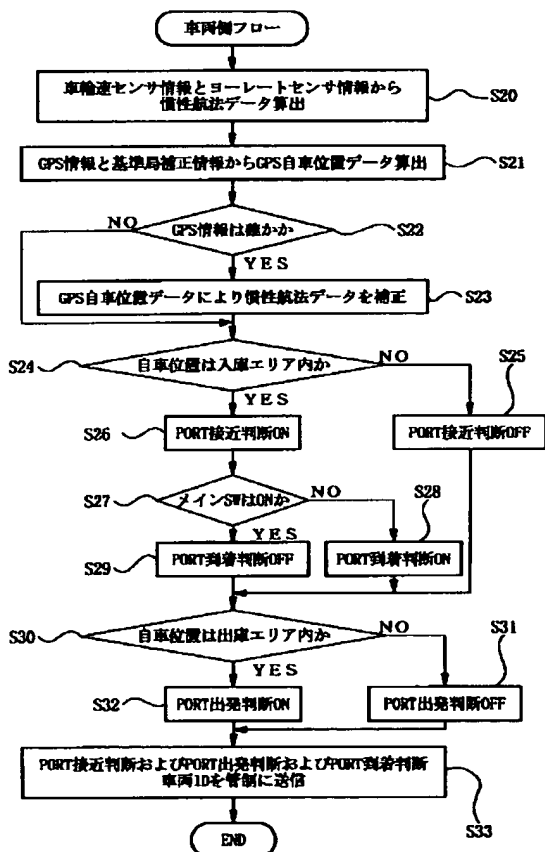 車両側フロー
車輪速センサ情報とヨーレートセンサ情報から
慣性航法データ算出
S20
GPS情報と基準局補正情報からGPS自車位置データ算出
S21
NO
GPS情報は確かか
S22
YES
GPS自車位置データにより慣性航法データを補正
S23
S24
自車位置は入庫エリア内か
NO
S25
YES
S26
PORT接近判断ON
PORT接近判断OFF
S27
メインSWはONか
NO
S28
YES
S29
PORT到着判断OFF
PORT到着判断ON
S30
自車位置は出庫エリア内か
NO
S31
YES
S32
PORT出発判断ON
PORT出発判断OFF
PORT接近判断およびPORT出発判断およびPORT到着判断
車両IDを管制に送信
S33
END